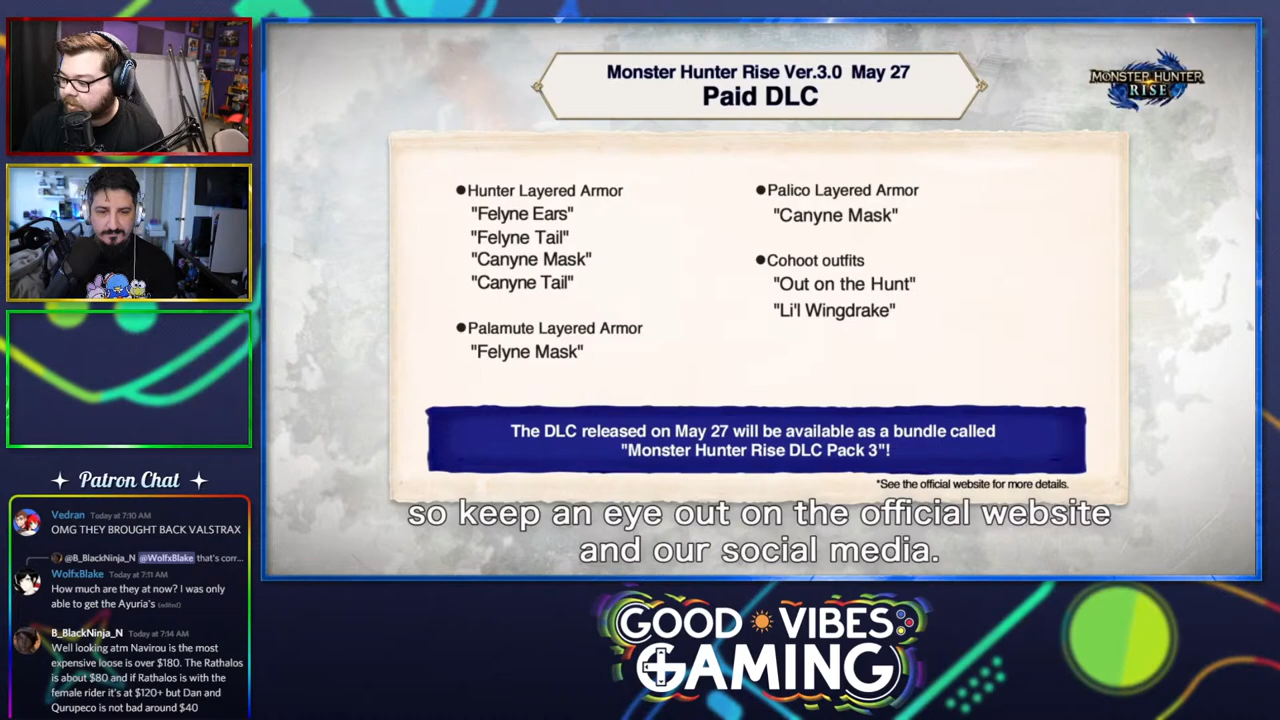 Monster Hunter Rise Ver.3.0 May 27
Paid DLC
MONSTER HUNTER
RISE
●Hunter Layered Armor
"Felyne Ears"
"Felyne Tail"
"Canyne Mask"
"Canyne Tail"
●Palamute Layered Armor
"Felyne Mask"
●Palico Layered Armor
"Canyne Mask"
●Cohoot outfits
"Out on the Hunt"
"Li'l Wingdrake"
The DLC released on May 27 will be available as a bundle called
"Monster Hunter Rise DLC Pack 3"!
*See the official website for more details.
so keep an eye out on the official website
and our social media.
Patron Chat
Vedran Today at 7:10 AM
OMG THEY BROUGHT BACK VALSTRAX
@B_BlackNinja_N @WolfxBlake that's corr...
WolfxBlake Today at 7:11 AM
How much are they at now? I was only
able to get the Ayuria's (edited)
B_BlackNinja_N Today at 7:14 AM
Well looking atm Navirou is the most
expensive loose is over $180. The Rathalos
is about $80 and if Rathalos is with the
female rider it's at $120+ but Dan and
Qurupeco is not bad around $40
GOOD VIBES
GAMING